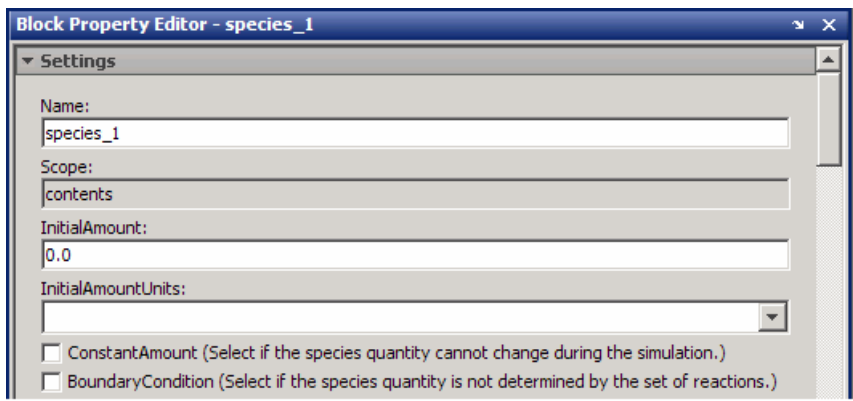 Block Property Editor - species_1
Settings
Name:
species_1
Scope:
contents
InitialAmount:
0.0
InitialAmountUnits:
ConstantAmount (Select if the species quantity cannot change during the simulation.)
BoundaryCondition (Select if the species quantity is not determined by the set of reactions.)